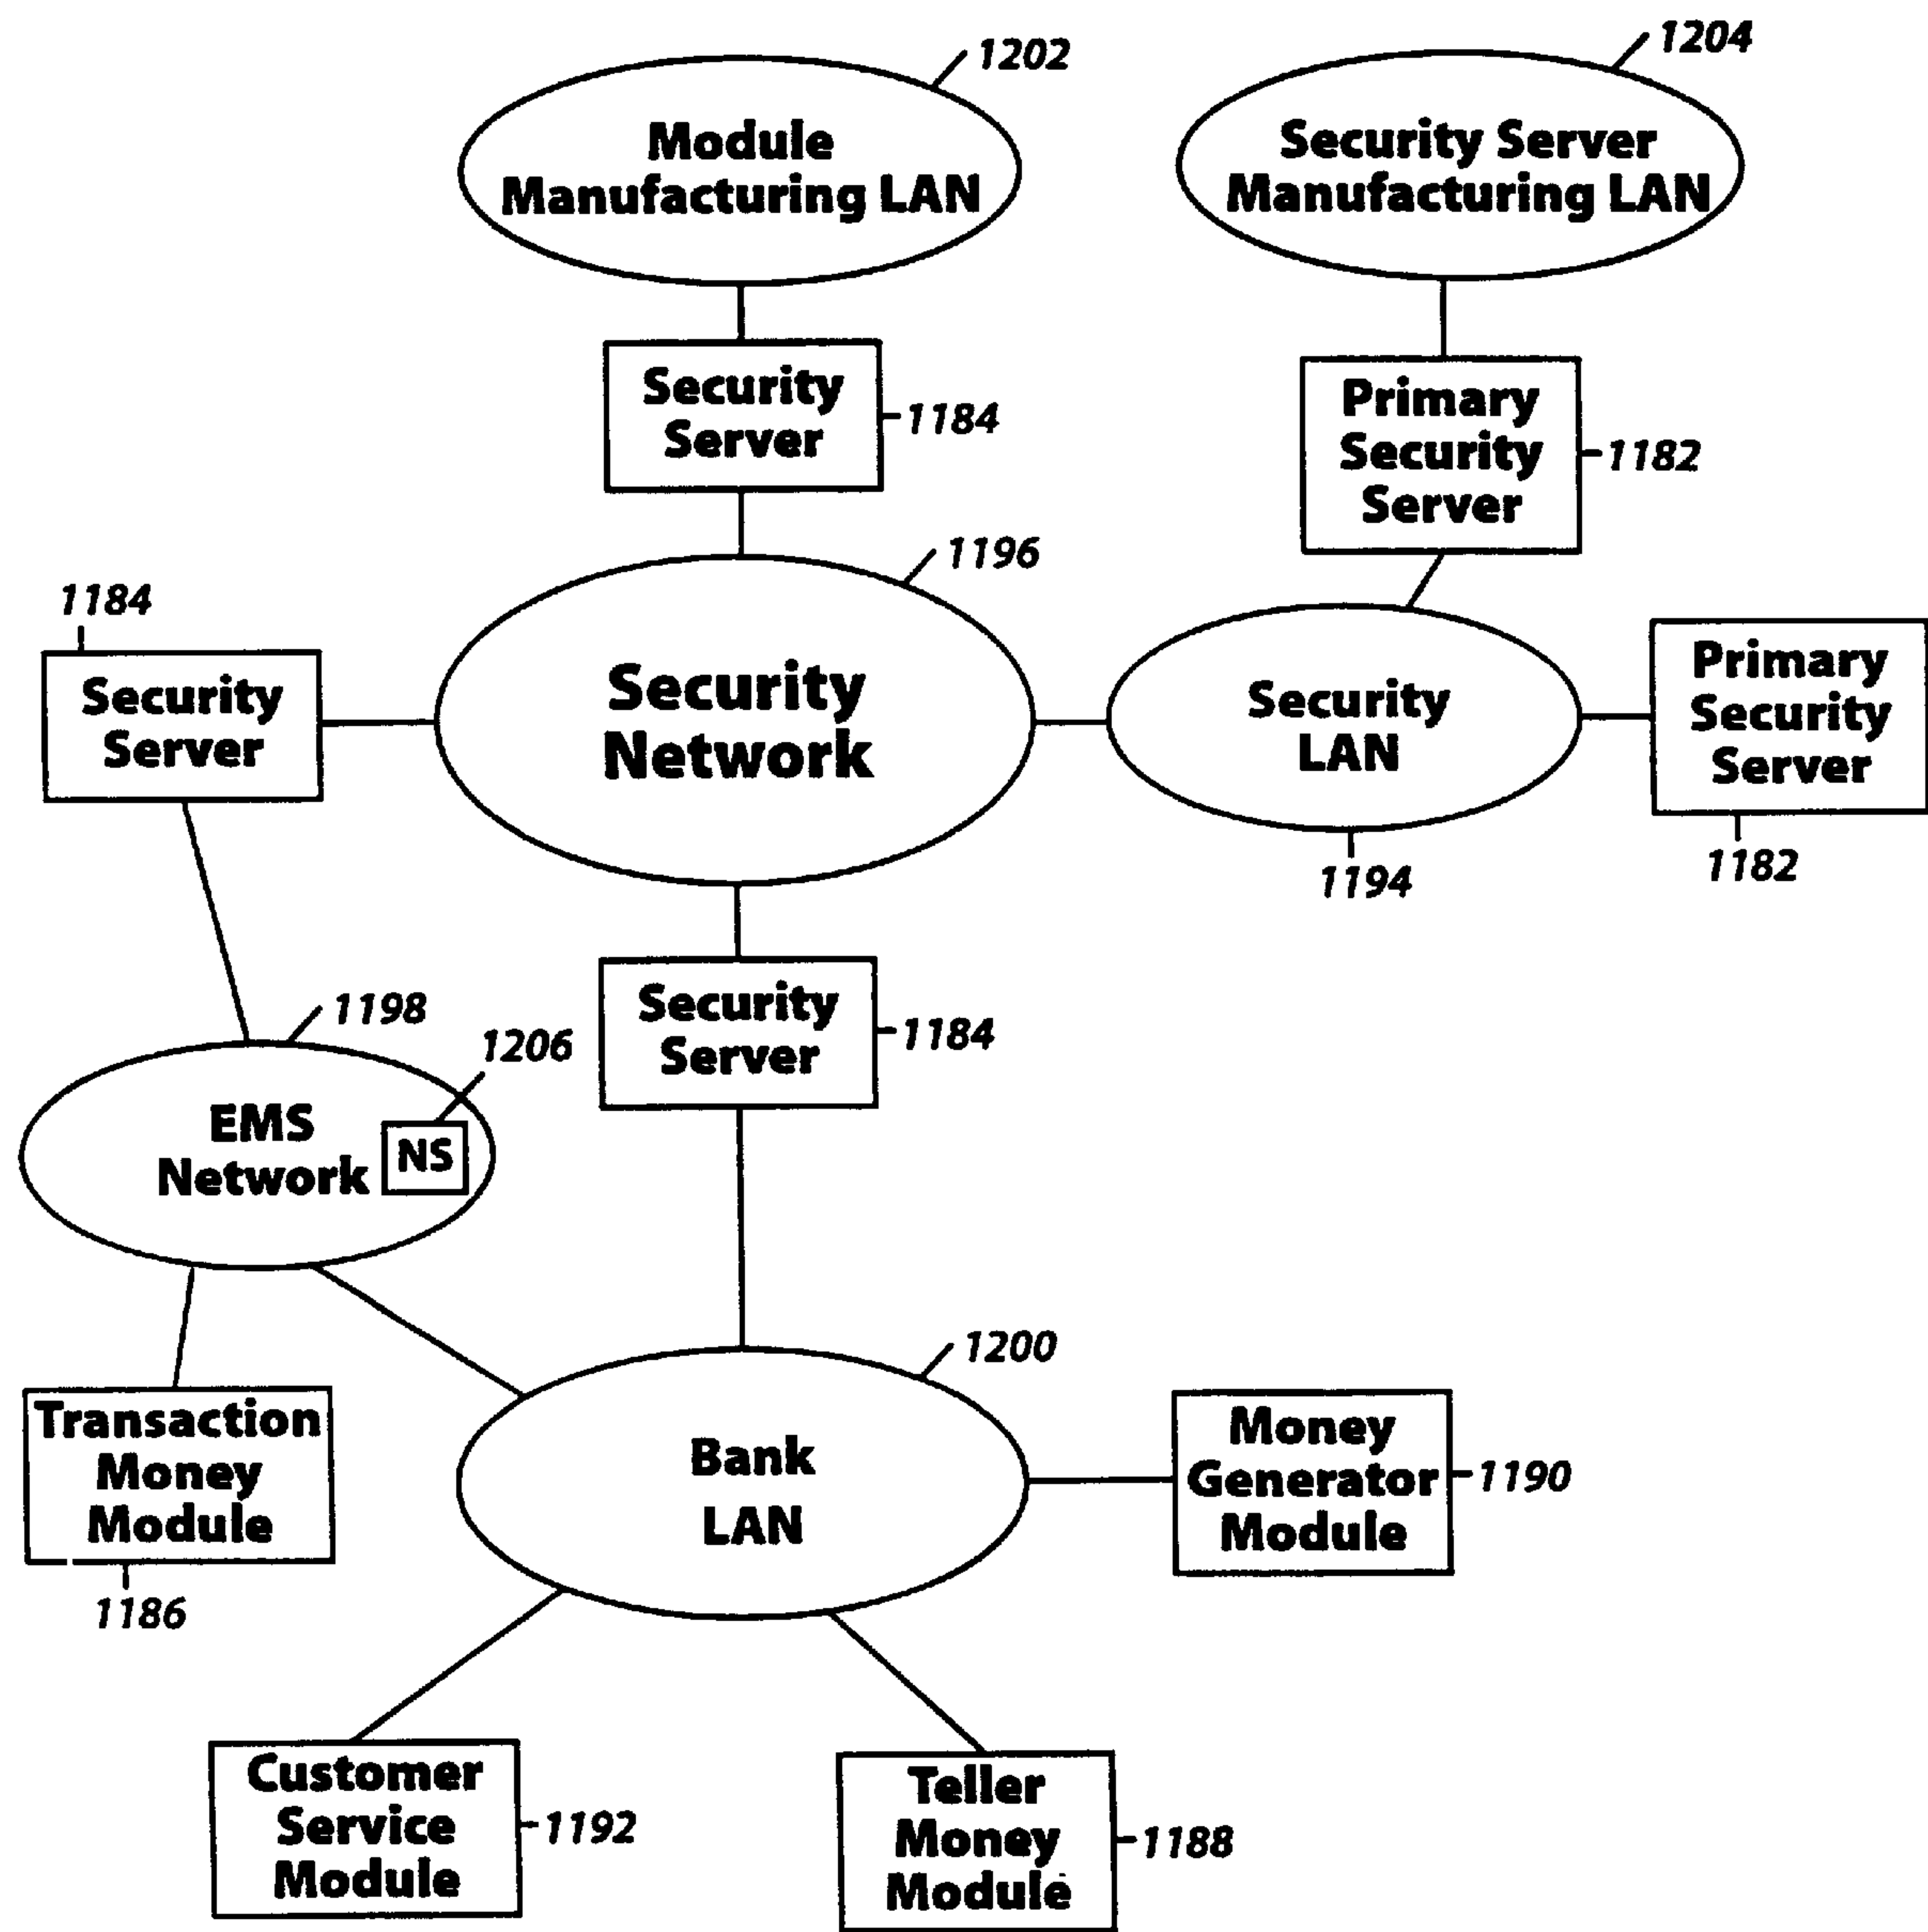 1202
Module
Manufacturing LAN
1204
Security Server
Manufacturing LAN
Security
Server
1184
Primary
Security
Server
1182
1196
Security
Network
1184
Security
Server
Security
LAN
1194
Primary
Security
Server
1182
Security
Server
1184
1198
1206
EMS
Network
NS
1200
Bank
LAN
Transaction
Money
Module
1186
Money
Generator
Module
1190
Customer
Service
Module
1192
Teller
Money
Module
1188